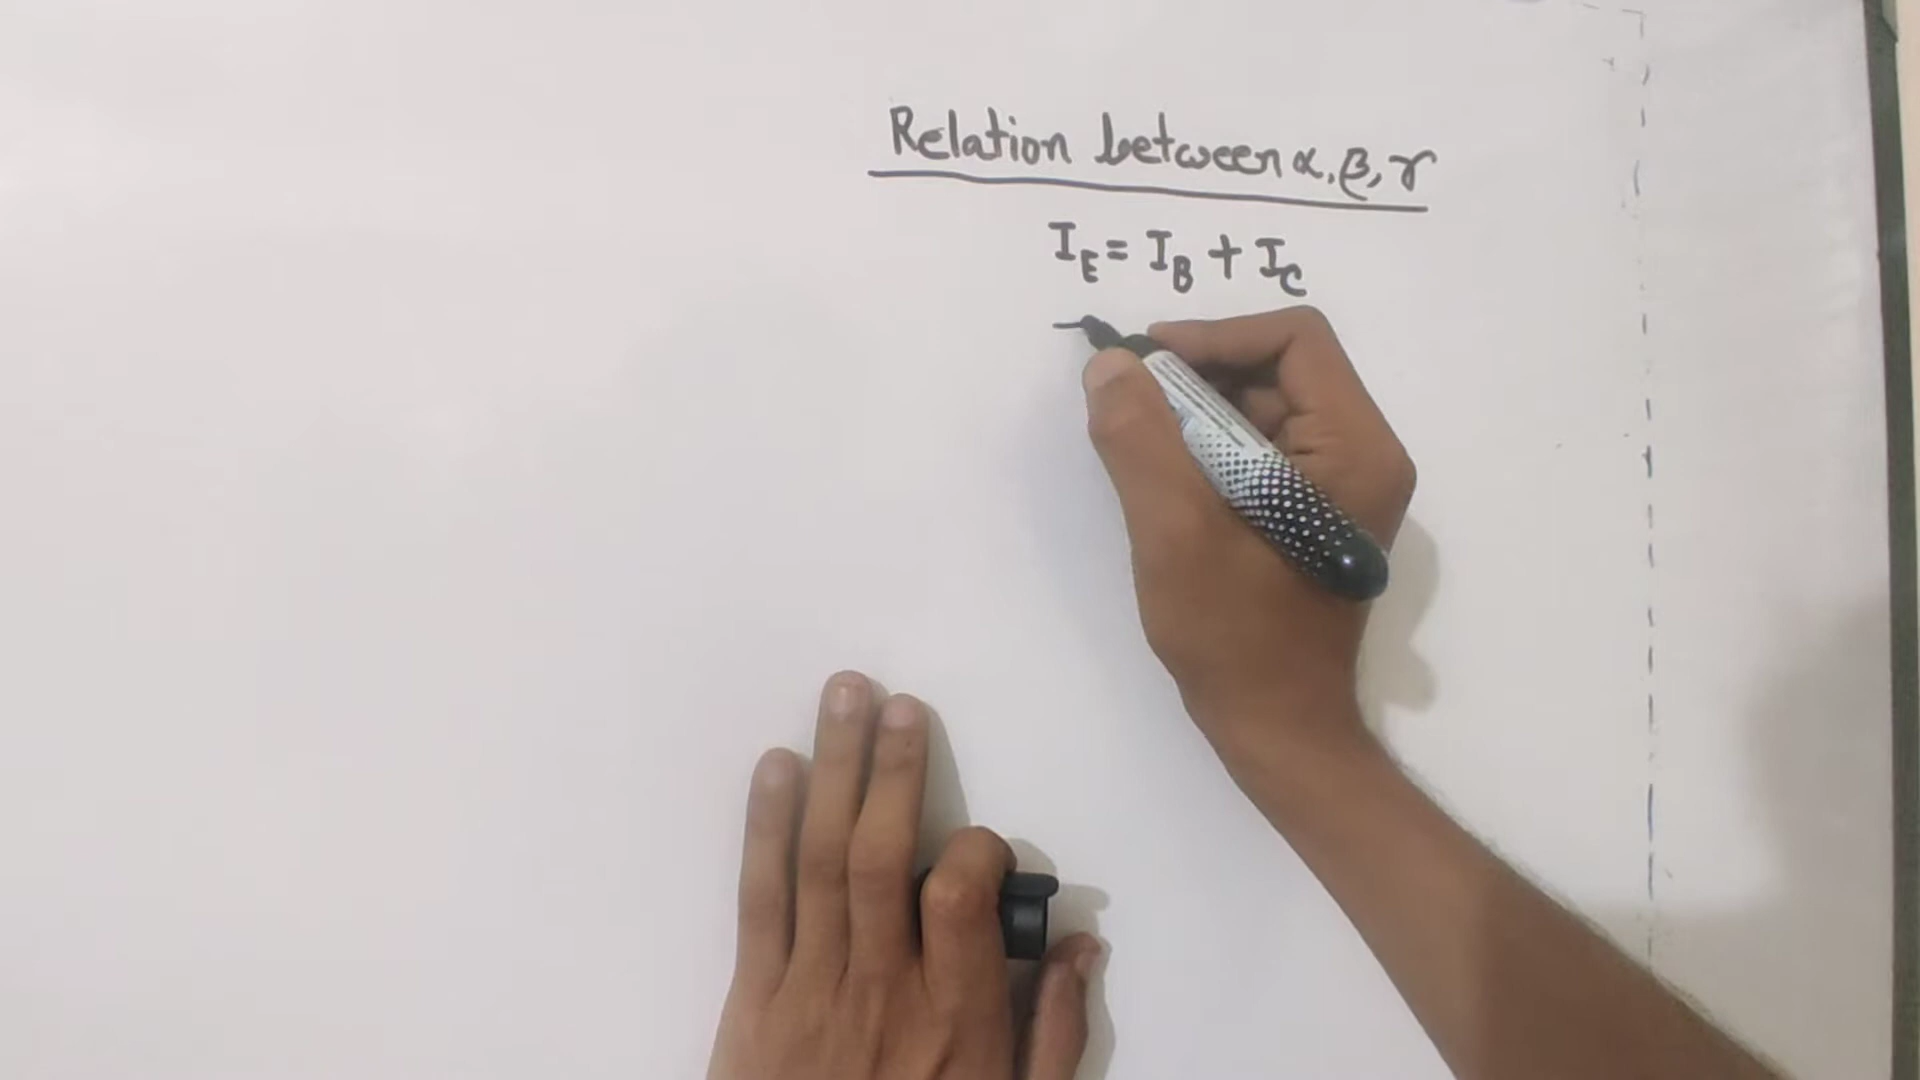 Relation between α, β, γ
I_E = I_B + I_C